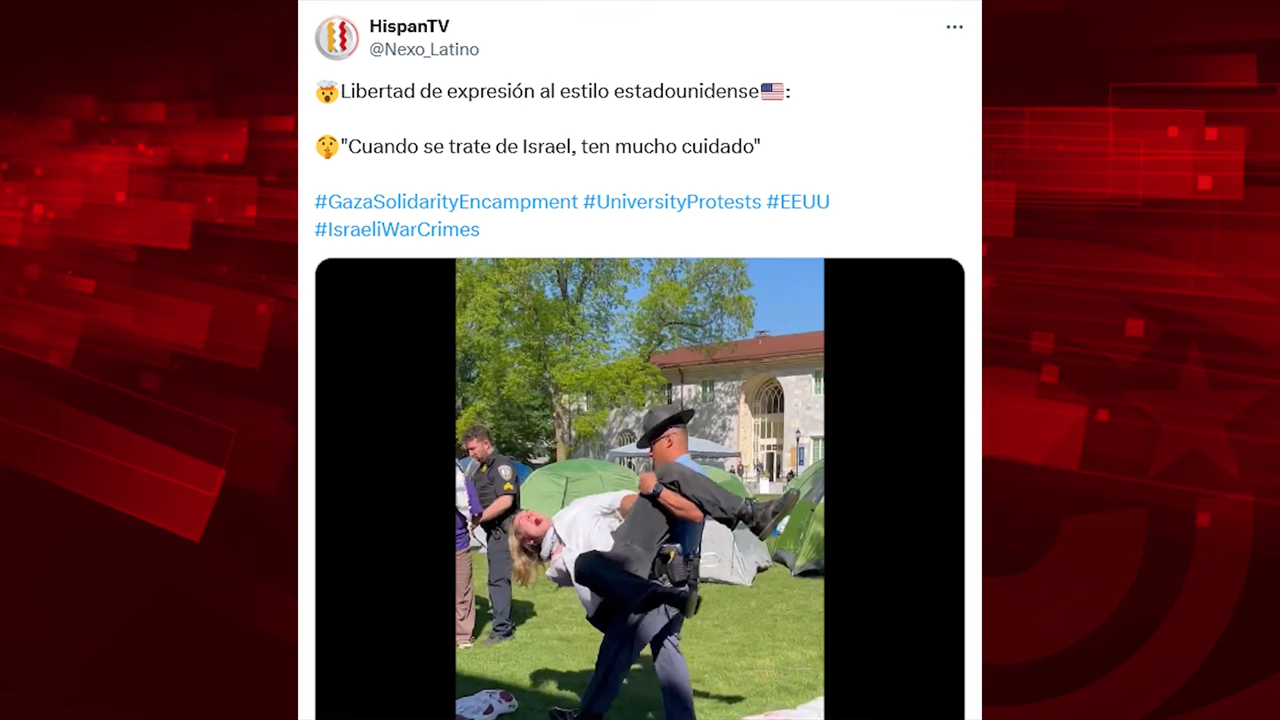 HispanTV
@Nexo_Latino
🤯Libertad de expresión al estilo estadounidense🇺🇸:
🤫"Cuando se trate de Israel, ten mucho cuidado"
#GazaSolidarityEncampment #UniversityProtests #EEUU
#IsraeliWarCrimes